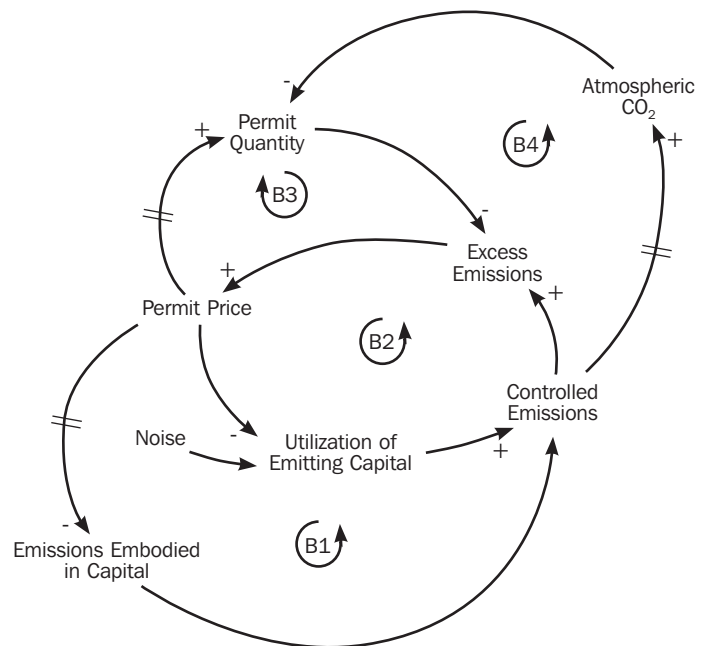 Atmospheric
CO₂
-
+
Permit
Quantity
+
B4
B3
-
Excess
Emissions
+
+
Permit Price
B2
Controlled
Emissions
Noise
-
Utilization of
Emitting Capital
+
-
Emissions Embodied
in Capital
B1